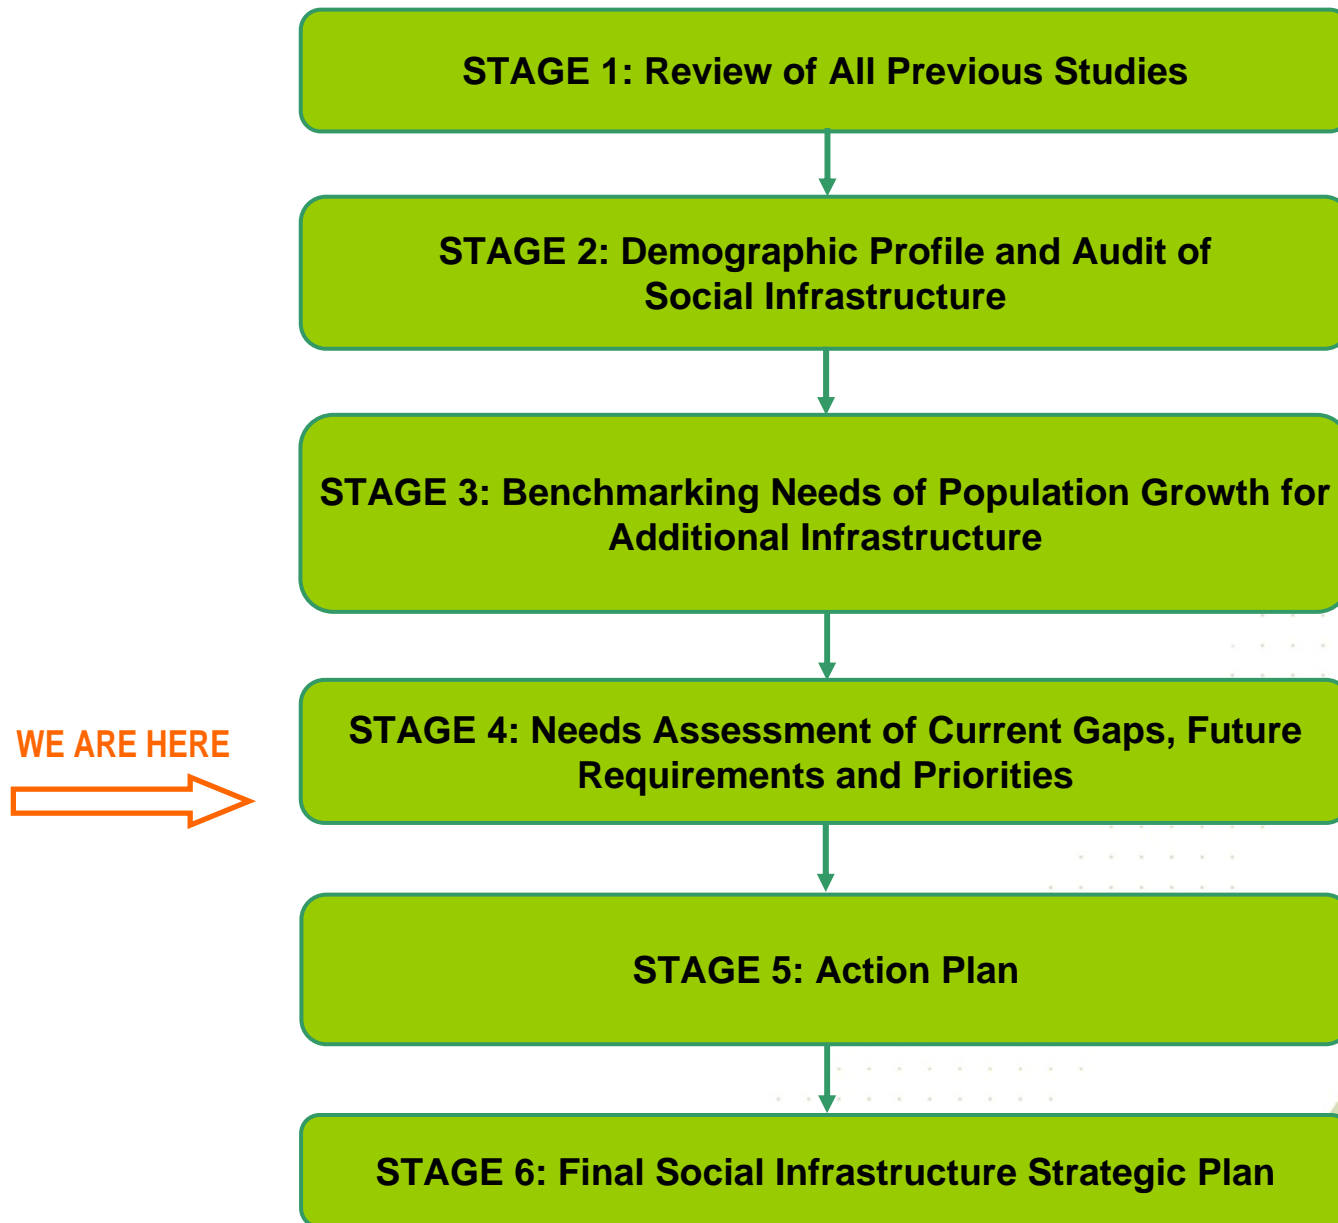 STAGE 1: Review of All Previous Studies
STAGE 2: Demographic Profile and Audit of
Social Infrastructure
STAGE 3: Benchmarking Needs of Population Growth for
Additional Infrastructure
WE ARE HERE
STAGE 4: Needs Assessment of Current Gaps, Future
Requirements and Priorities
STAGE 5: Action Plan
STAGE 6: Final Social Infrastructure Strategic Plan